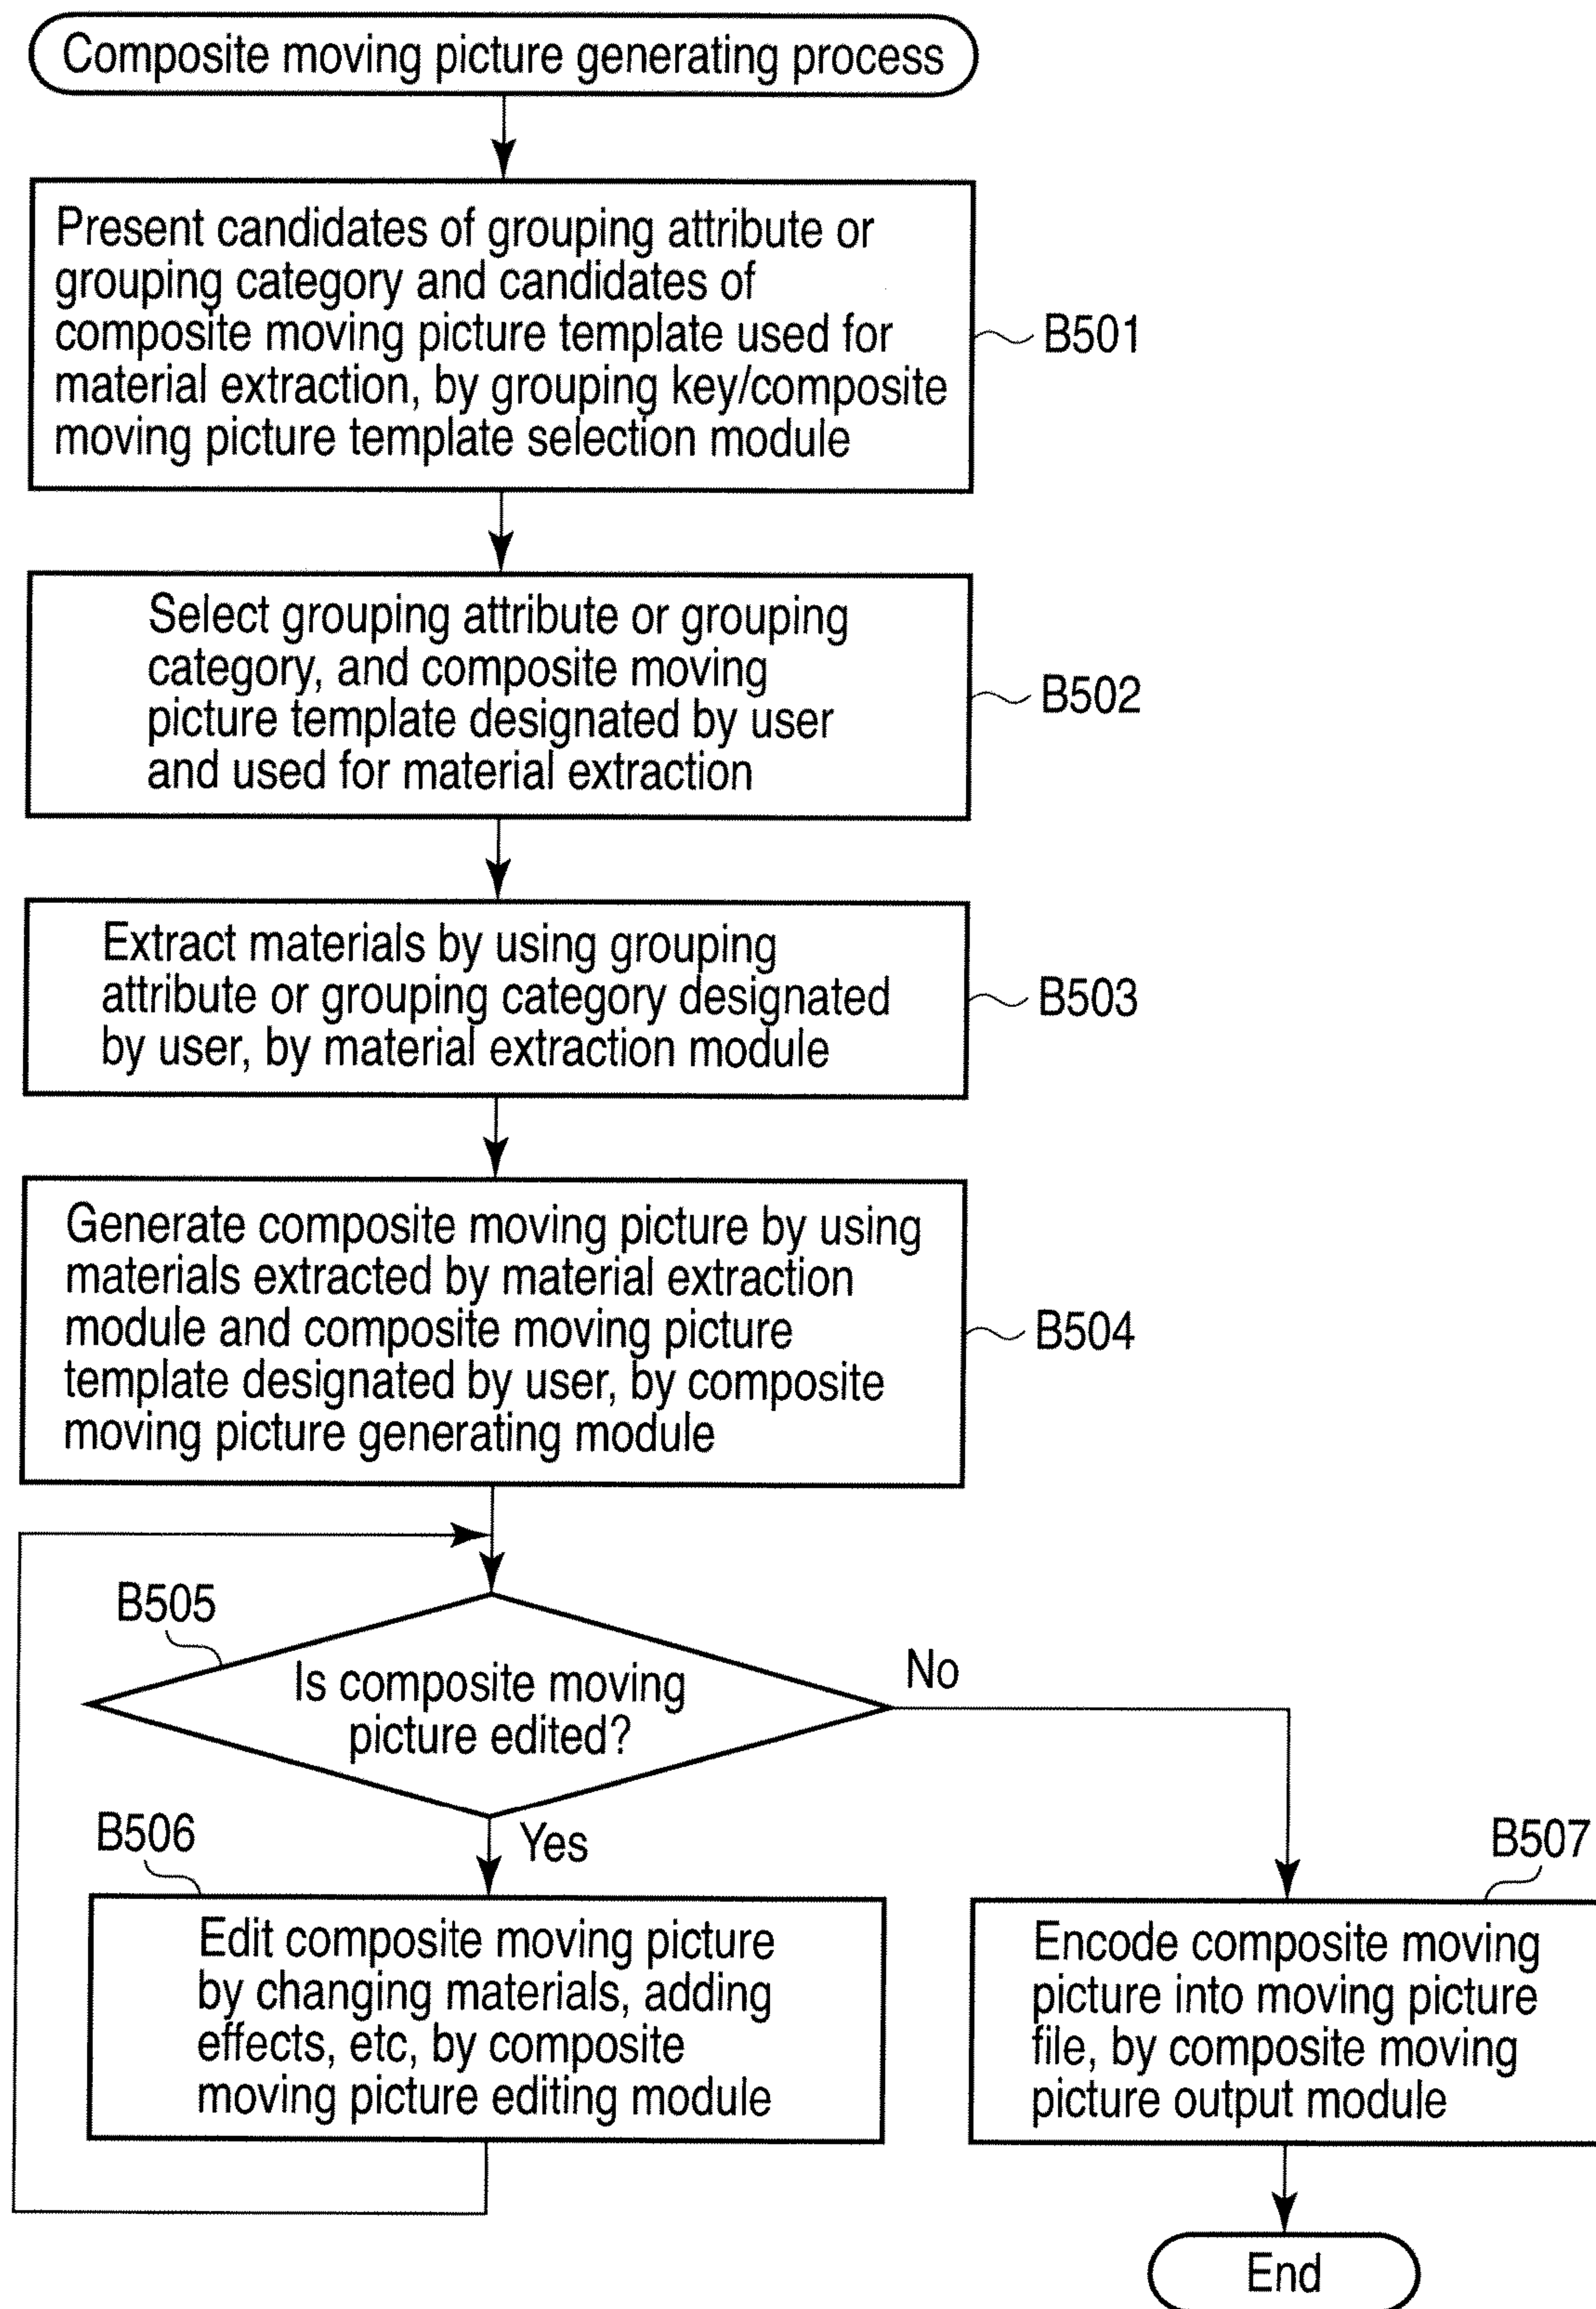 Composite moving picture generating process
Present candidates of grouping attribute or
grouping category and candidates of
composite moving picture template used for
material extraction, by grouping key/composite
moving picture template selection module
B501
Select grouping attribute or grouping
category, and composite moving
picture template designated by user
and used for material extraction
B502
Extract materials by using grouping
attribute or grouping category designated
by user, by material extraction module
B503
Generate composite moving picture by using
materials extracted by material extraction
module and composite moving picture
template designated by user, by composite
moving picture generating module
B504
B505
Is composite moving
picture edited?
No
Yes
B506
Edit composite moving picture
by changing materials, adding
effects, etc, by composite
moving picture editing module
B507
Encode composite moving
picture into moving picture
file, by composite moving
picture output module
End